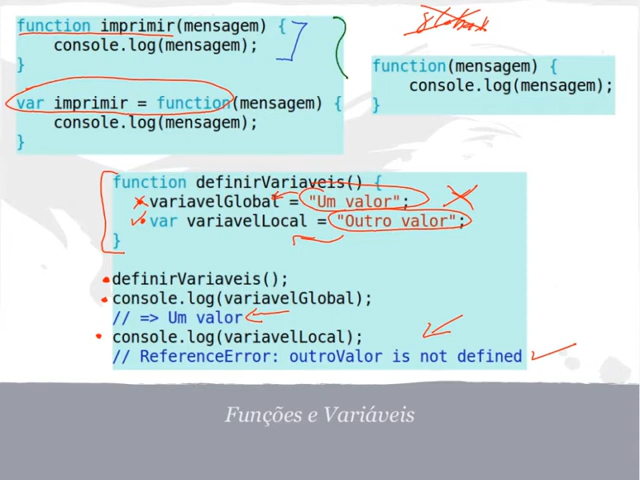 function imprimir(mensagem) {
console.log(mensagem);
}
var imprimir = function(mensagem) {
console.log(mensagem);
}
function(mensagem) {
console.log(mensagem);
}
function definirVariaveis() {
variavelGlobal = "Um valor";
var variavelLocal = "Outro valor";
}
definirVariaveis();
console.log(variavelGlobal);
// => Um valor
console.log(variavelLocal);
// ReferenceError: outroValor is not defined
Funções e Variáveis